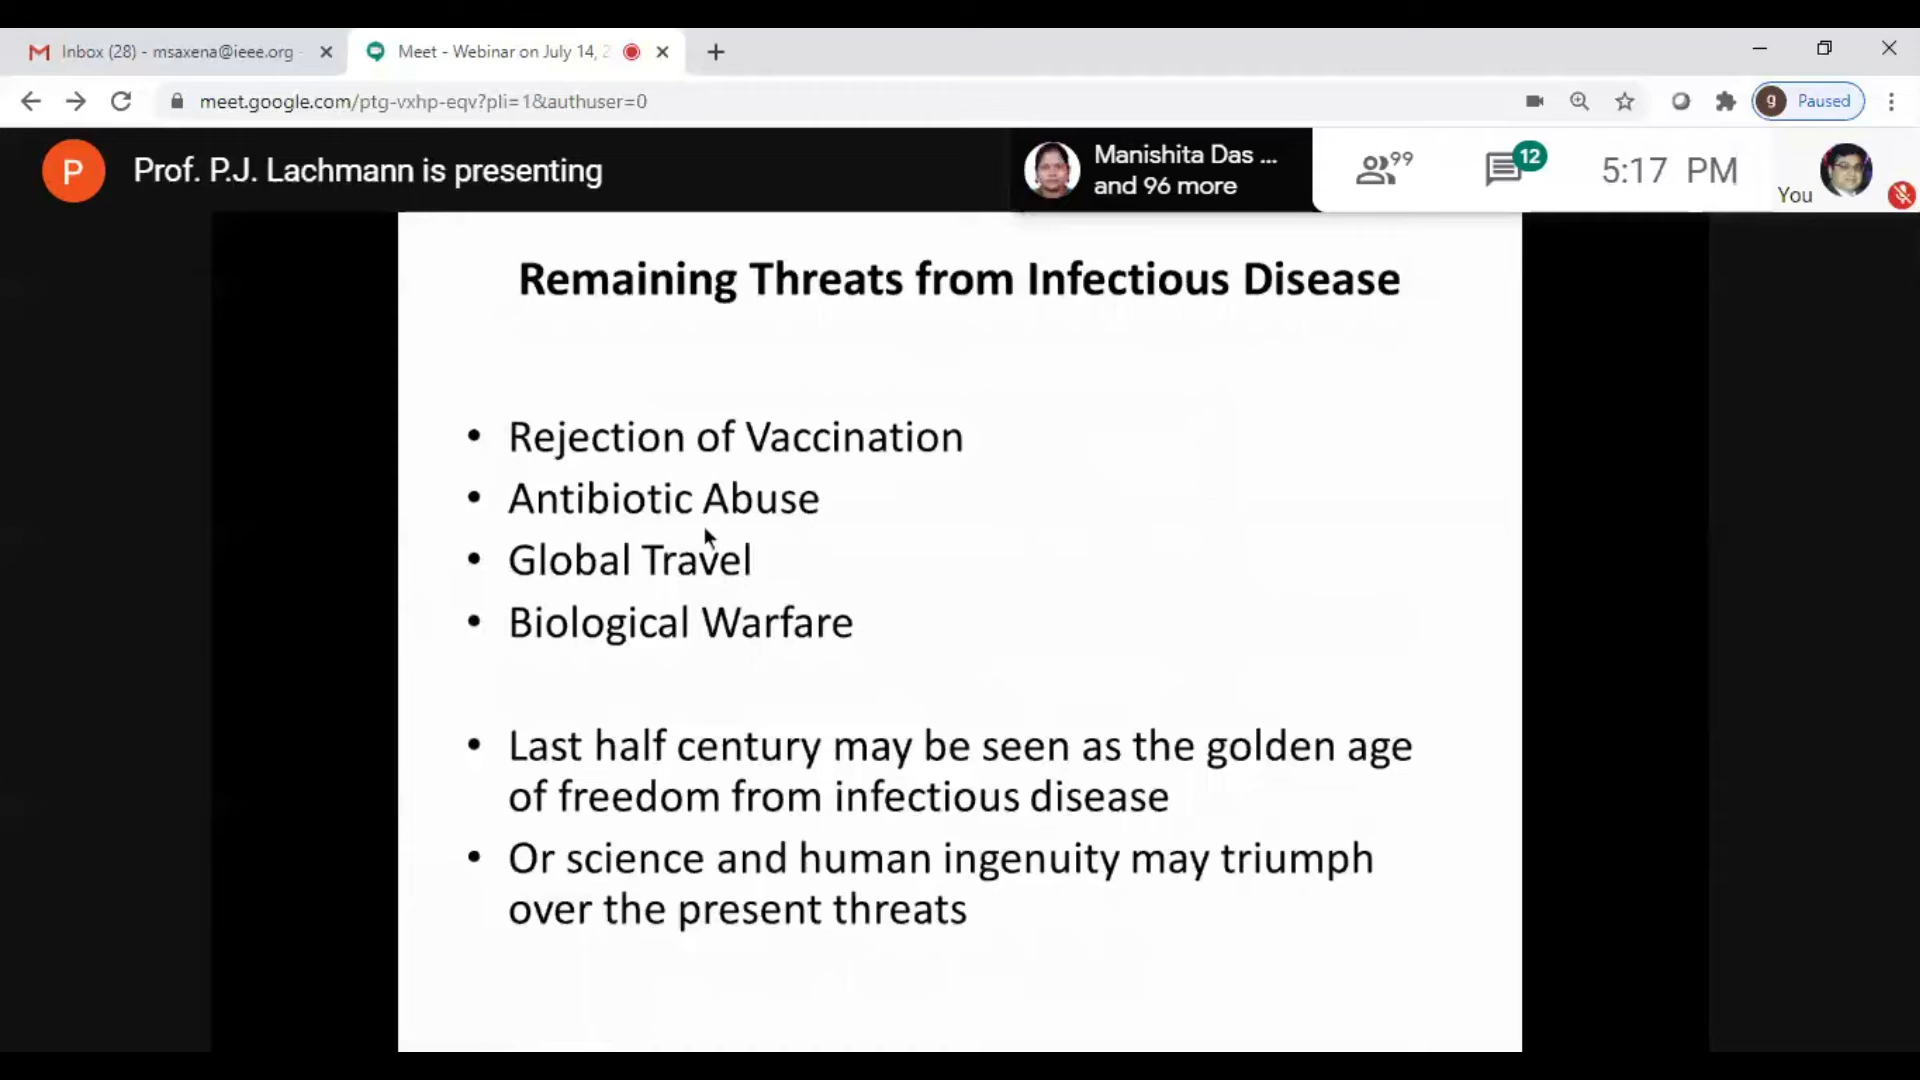 Inbox (28) - msaxena@ieee.org -
Meet - Webinar on July 14, 2
meet.google.com/ptg-vxhp-eqv?pli=1&authuser=0
g
Paused
P
Prof. P.J. Lachmann is presenting
Manishita Das ...
and 96 more
99
12
5:17 PM
You
Remaining Threats from Infectious Disease
• Rejection of Vaccination
• Antibiotic Abuse
• Global Travel
• Biological Warfare
• Last half century may be seen as the golden age
of freedom from infectious disease
• Or science and human ingenuity may triumph
over the present threats